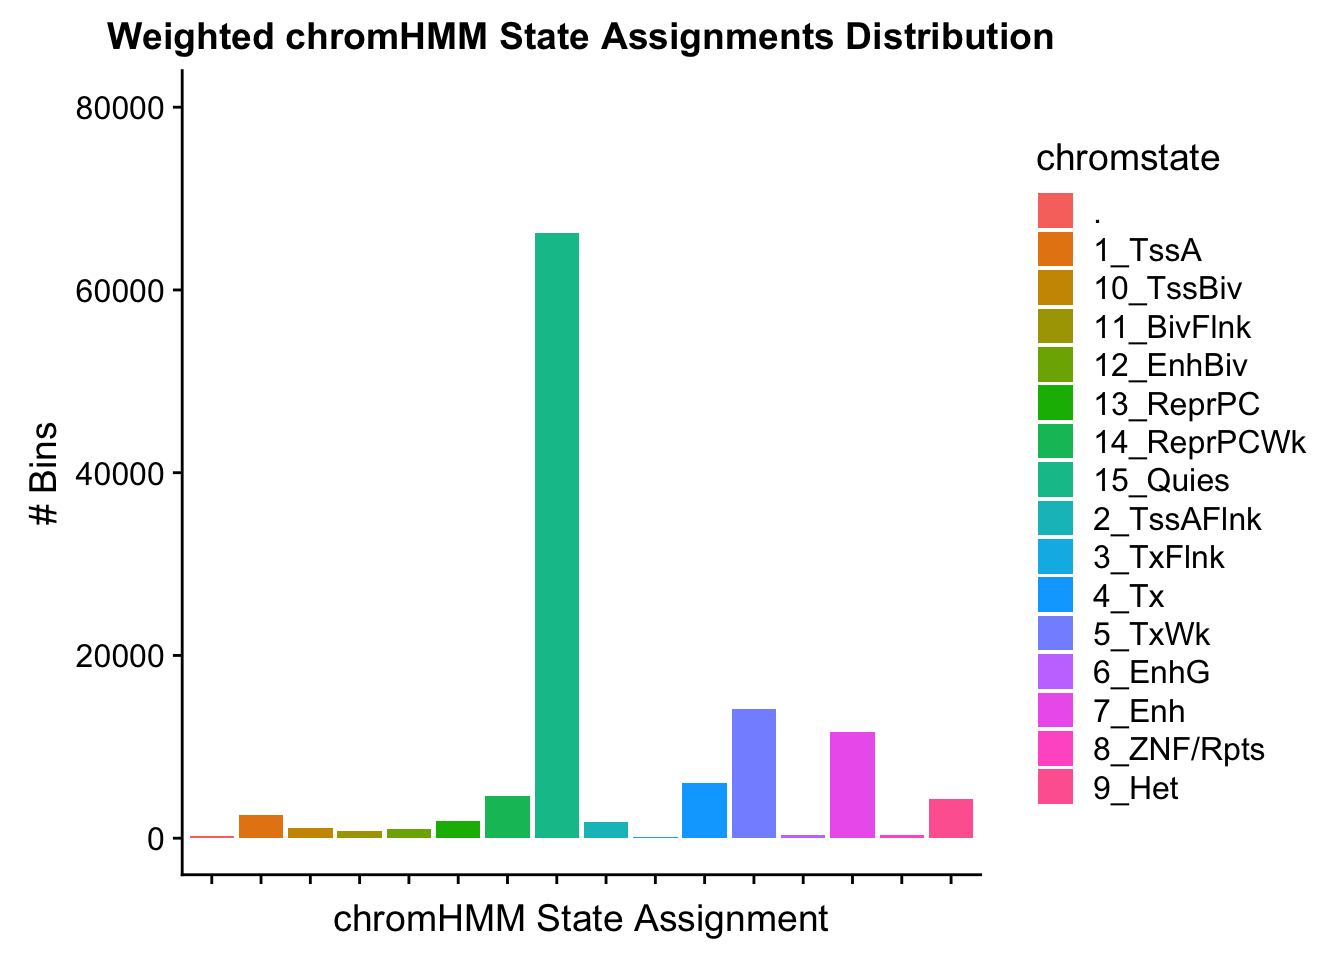 Weighted chromHMM State Assignments Distribution
80000
60000
40000
20000
0
# Bins
chromHMM State Assignment
chromstate
.
1_TssA
10_TssBiv
11_BivFlnk
12_EnhBiv
13_ReprPC
14_ReprPCWk
15_Quies
2_TssAFlnk
3_TxFlnk
4_Tx
5_TxWk
6_EnhG
7_Enh
8_ZNF/Rpts
9_Het